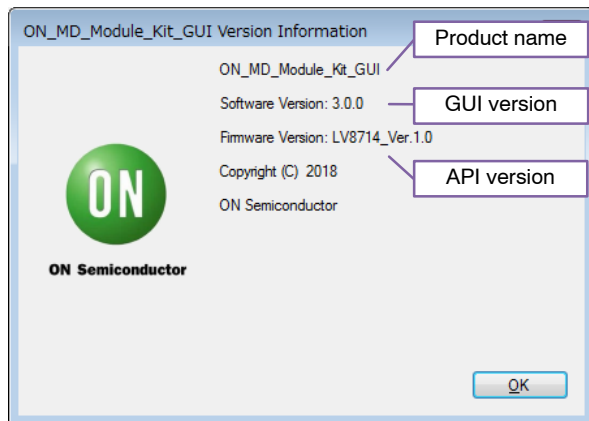 ON_MD_Module_Kit_GUI Version Information
Product name
ON_MD_Module_Kit_GUI
Software Version: 3.0.0
GUI version
Firmware Version: LV8714_Ver.1.0
Copyright (C) 2018
API version
ON Semiconductor
ON
ON Semiconductor
OK